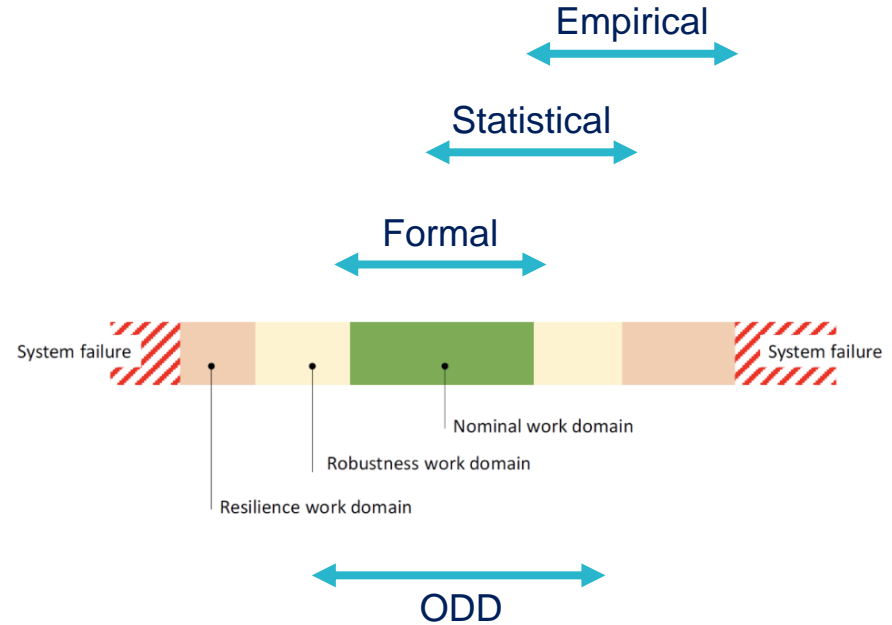 Empirical
Statistical
Formal
System failure
System failure
Nominal work domain
Robustness work domain
Resilience work domain
ODD